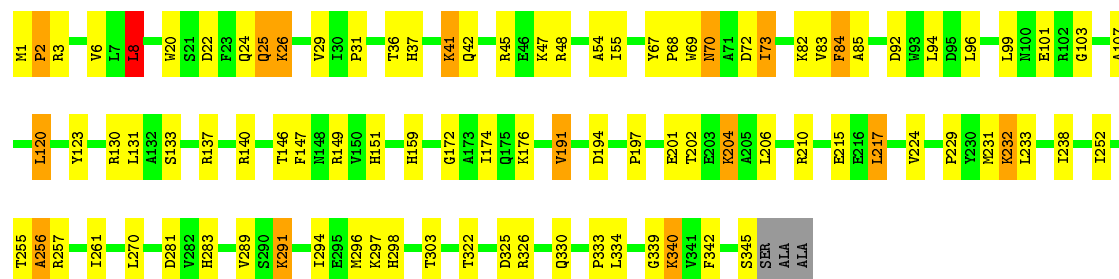 M1 P2 R3 V6 L7 L8 W20 S21 D22 F23 Q24 Q25 K26 V29 I30 P31 T36 H37 K41 Q42 R45 E46 K47 R48 A54 I55 Y67 P68 W69 N70 A71 D72 I73 K82 V83 F84 A85 D92 W93 L94 D95 L96 L99 N100 E101 R102 G103 A107
L120 Y123 R130 L131 A132 S133 R137 R140 T146 F147 N148 R149 V150 H151 H159 G172 A173 I174 Q175 K176 V191 D194 P197 E201 T202 E203 K204 A205 L206 R210 E215 E216 L217 V224 P229 Y230 M231 K232 L233 I238 I252
T255 A256 R257 I261 L270 D281 V282 H283 V289 S290 K291 I294 E295 M296 K297 H298 T303 T322 D325 R326 Q330 P333 L334 G339 K340 V341 F342 S345 SER ALA ALA